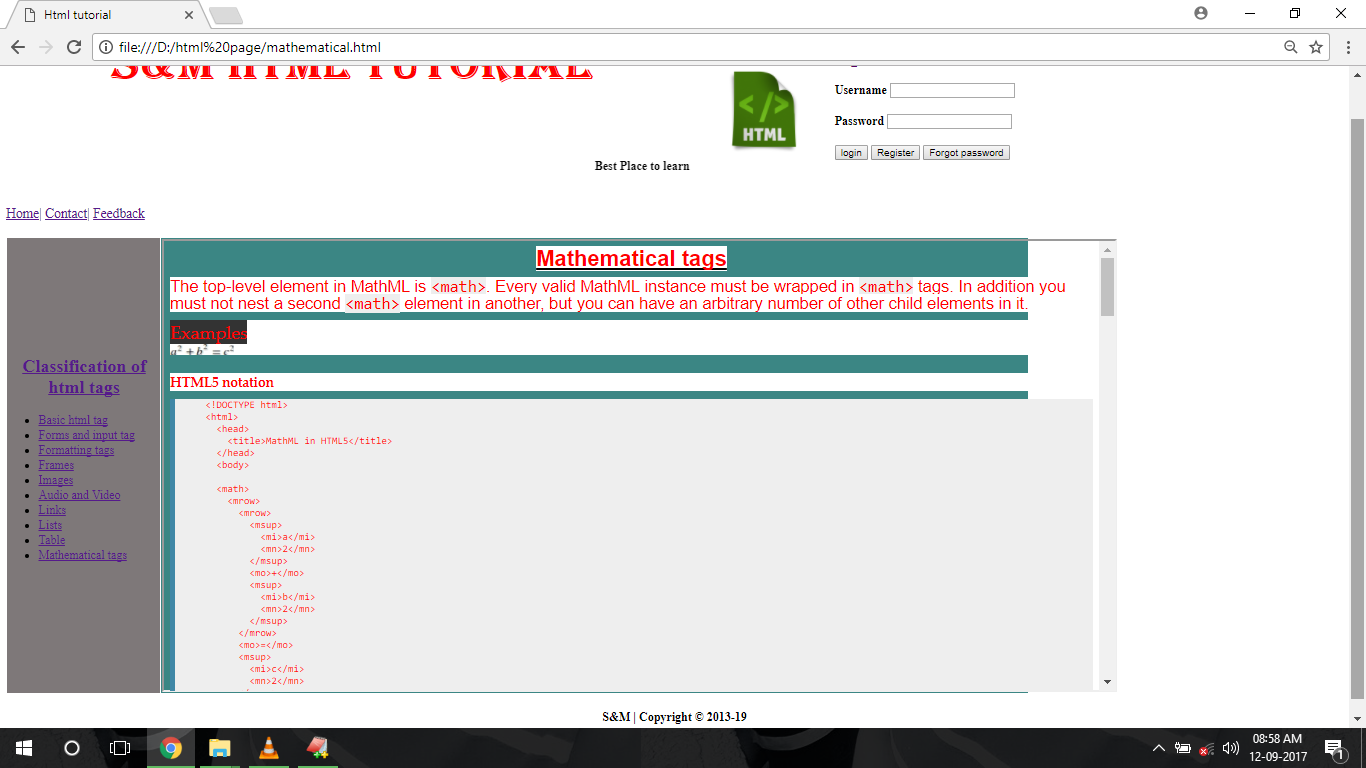 Html tutorial
file:///D:/html%20page/mathematical.html
S&M HTML TUTORIAL
HTML
Username
Password
login Register Forgot password
Best Place to learn
Home| Contact| Feedback
Classification of
html tags
Basic html tag
Forms and input tag
Formatting tags
Frames
Images
Audio and Video
Links
Lists
Table
Mathematical tags
Mathematical tags
The top-level element in MathML is <math>. Every valid MathML instance must be wrapped in <math> tags. In addition you
must not nest a second <math> element in another, but you can have an arbitrary number of other child elements in it.
Examples
a² + b² = c²
HTML5 notation
<!DOCTYPE html>
<html>
<head>
<title>MathML in HTML5</title>
</head>
<body>
<math>
<mrow>
<mrow>
<msup>
<mi>a</mi>
<mn>2</mn>
</msup>
<mo>+</mo>
<msup>
<mi>b</mi>
<mn>2</mn>
</msup>
</mrow>
<mo>=</mo>
<msup>
<mi>c</mi>
<mn>2</mn>
S&M | Copyright © 2013-19
08:58 AM
12-09-2017
1